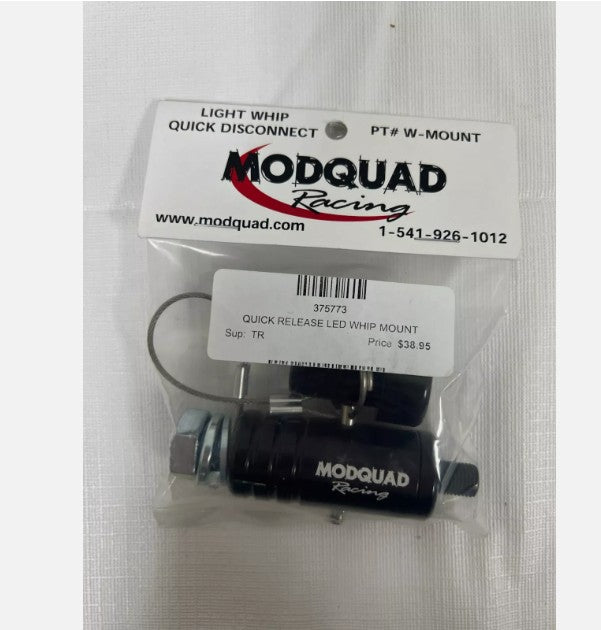 LIGHT WHIP
QUICK DISCONNECT
PT# W-MOUNT
MODQUAD
Racing
www.modquad.com
1-541-926-1012
375773
QUICK RELEASE LED WHIP MOUNT
Sup: TR
Price $38.95
MODQUAD
Racing